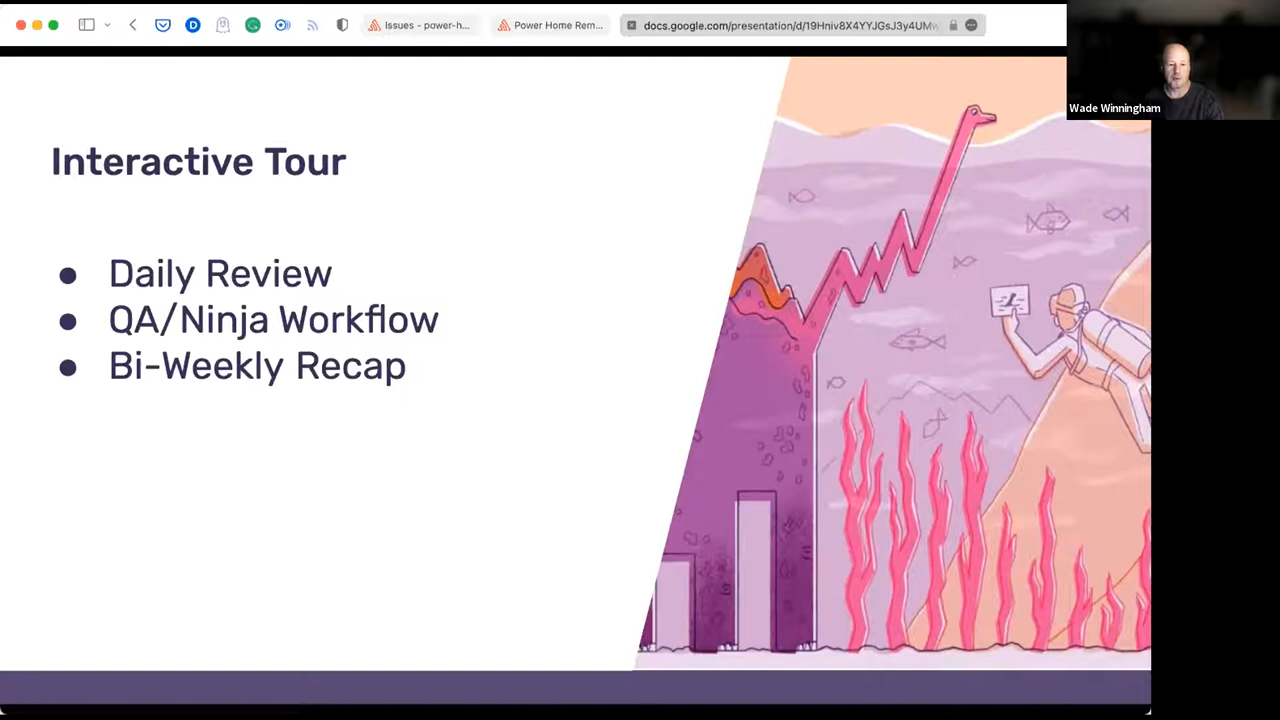 Issues - power-h...
Power Home Rem...
docs.google.com/presentation/d/19Hniv8X4YYJGsJ3y4UMw
Wade Winningham
Interactive Tour
● Daily Review
● QA/Ninja Workflow
● Bi-Weekly Recap